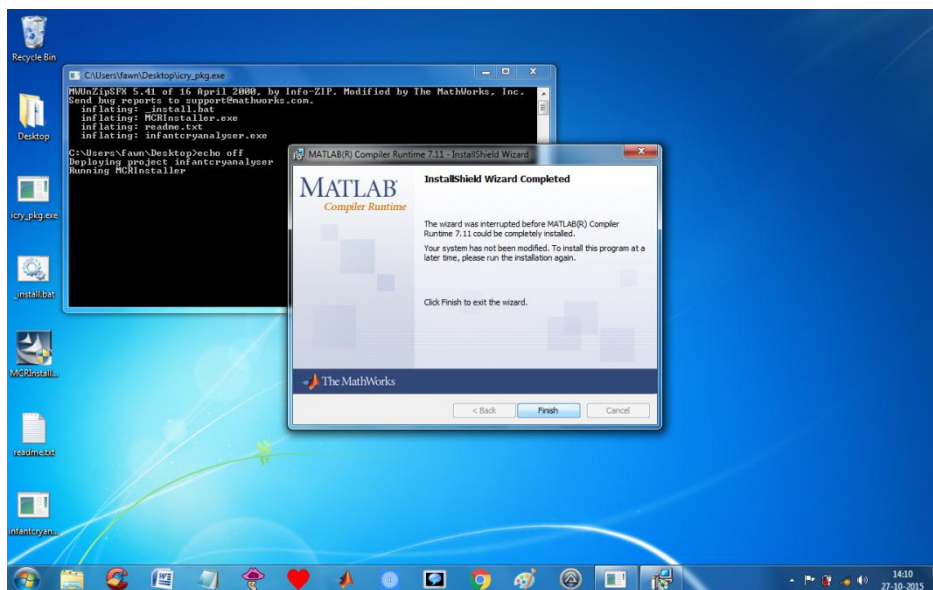 Recycle Bin
Desktop
icry_pkg.exe
_install.bat
MCRInstall...
readme.txt
infantcryan...
C:\Users\fawn\Desktop\icry_pkg.exe
MWUnZipSFX 5.41 of 16 April 2000, by Info-ZIP. Modified by The MathWorks, Inc.
Send bug reports to support@mathworks.com.
inflating: _install.bat
inflating: MCRInstaller.exe
inflating: readme.txt
inflating: infantcryanalyser.exe
C:\Users\fawn\Desktop>echo off
Deploying project infantcryanalyser
Running MCRInstaller
MATLAB(R) Compiler Runtime 7.11 - InstallShield Wizard
MATLAB®
Compiler Runtime
InstallShield Wizard Completed
The wizard was interrupted before MATLAB(R) Compiler
Runtime 7.11 could be completely installed.
Your system has not been modified. To install this program at a
later time, please run the installation again.
Click Finish to exit the wizard.
The MathWorks
< Back
Finish
Cancel
14:10
27-10-2015